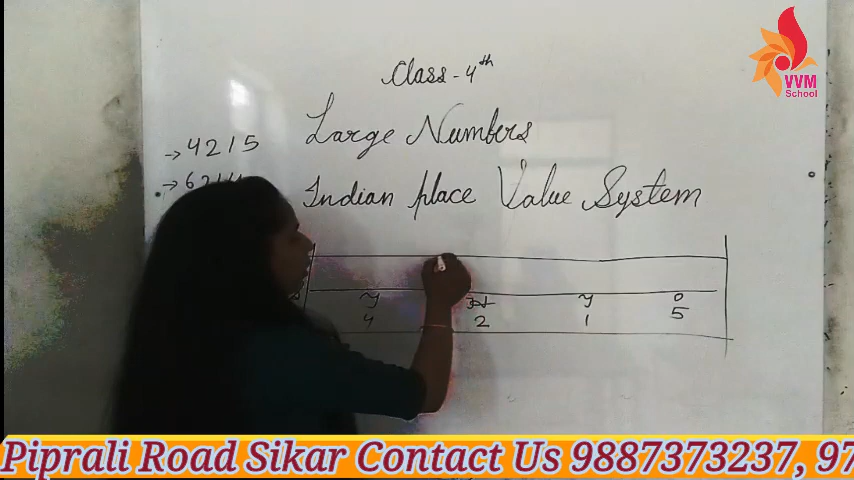 VVM
School
Class - 4th
Large Numbers
→ 4215
Indian place Value System
4 2 1 5
Piprali Road Sikar Contact Us 9887373237, 97